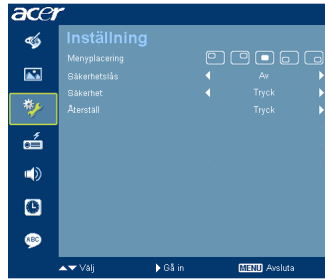 acer
Inställning
Menyplacering
Säkerhetslås Av
Säkerhet Tryck
Återställ Tryck
ABC
Välj Gå in MENU Avsluta